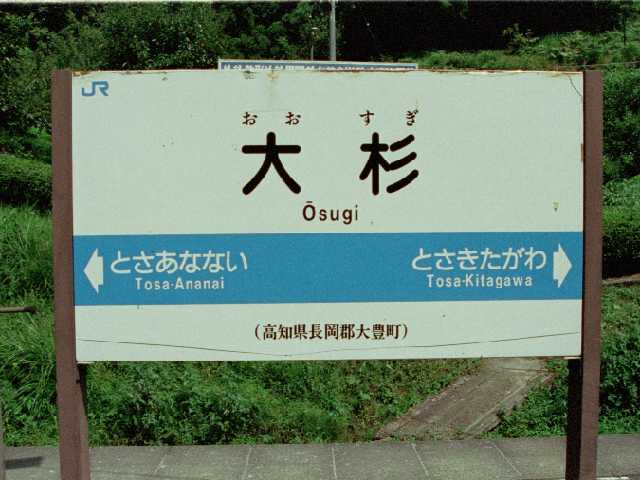 JR
おおすぎ
大杉
Ōsugi
とさあなない とさきたがわ
Tosa-Ananai Tosa-Kitagawa
(高知県長岡郡大豊町)